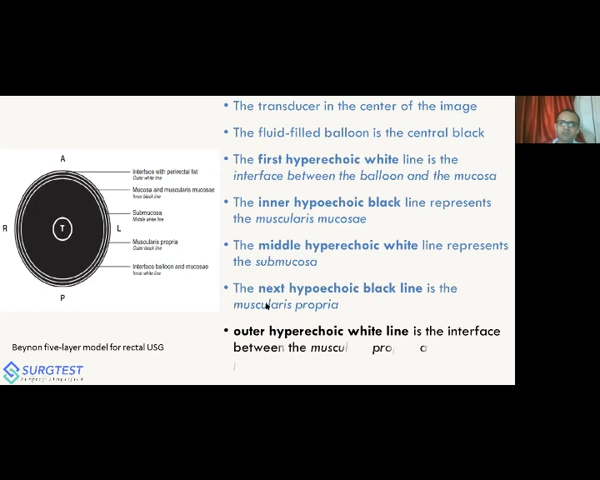 • The transducer in the center of the image
• The fluid-filled balloon is the central black
• The first hyperechoic white line is the
interface between the balloon and the mucosa
• The inner hypoechoic black line represents
the muscularis mucosae
• The middle hyperechoic white line represents
the submucosa
• The next hypoechoic black line is the
muscularis propria
• outer hyperechoic white line is the interface
between the muscul pro a
A
R
T
L
P
Interface with perirectal fat
Outer white line
Mucosa and muscularis mucosae
Inner black line
Submucosa
Middle white line
Muscularis propria
Outer black line
Interface balloon and mucosae
Inner white line
Beynon five-layer model for rectal USG
SURGTEST